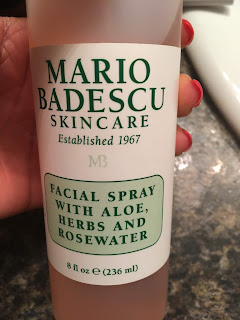 MARIO
BADESCU
SKINCARE
Established 1967
MB
FACIAL SPRAY
WITH ALOE,
HERBS AND
ROSEWATER
8 fl oz ℮ (236 ml)